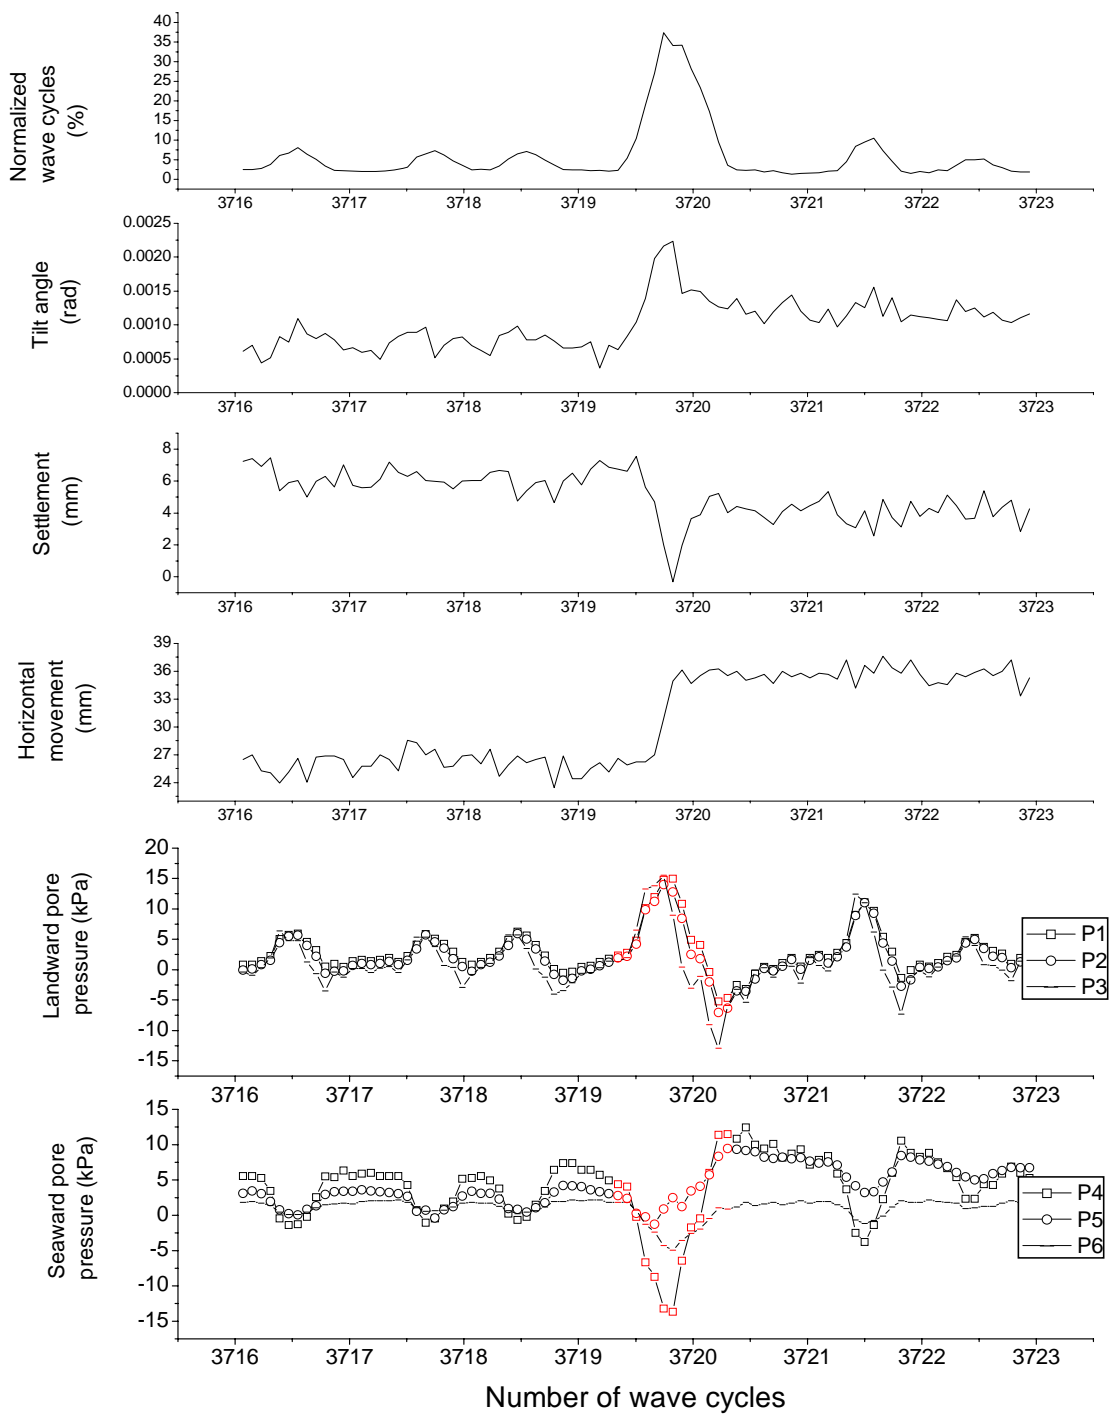 Normalized
wave cycles
(%)
40
35
30
25
20
15
10
5
0
3716 3717 3718 3719 3720 3721 3722 3723
Tilt angle
(rad)
0.0025
0.0020
0.0015
0.0010
0.0005
0.0000
3716 3717 3718 3719 3720 3721 3722 3723
Settlement
(mm)
8
6
4
2
0
3716 3717 3718 3719 3720 3721 3722 3723
Horizontal
movement
(mm)
39
36
33
30
27
24
3716 3717 3718 3719 3720 3721 3722 3723
Landward pore
pressure (kPa)
20
15
10
5
0
-5
-10
-15
P1
P2
P3
3716 3717 3718 3719 3720 3721 3722 3723
Seaward pore
pressure (kPa)
15
10
5
0
-5
-10
-15
P4
P5
P6
3716 3717 3718 3719 3720 3721 3722 3723
Number of wave cycles